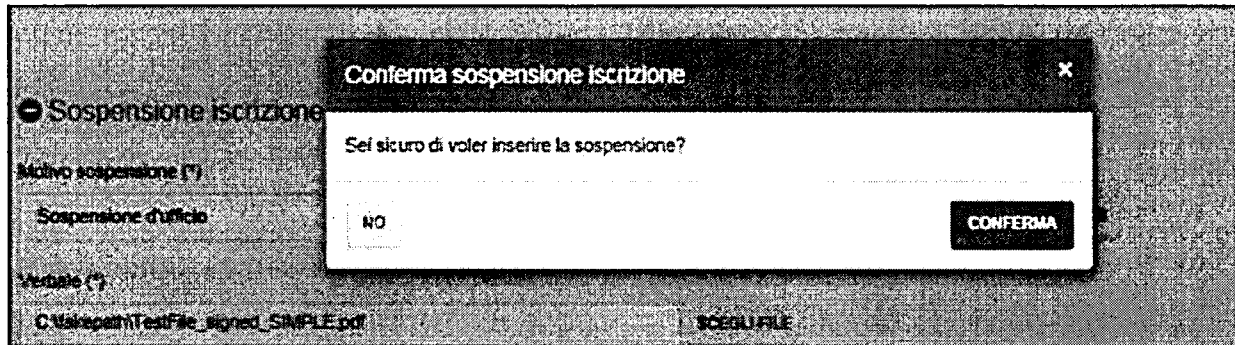 Conferma sospensione iscrizione ×
Sospensione iscrizione
Sei sicuro di voler inserire la sospensione?
Motivo sospensione (*)
Sospensione d'ufficio
NO
CONFERMA
Verbale (*)
C:\fakepath\TestFile_signed_SIMPLE.pdf
SCEGLI FILE